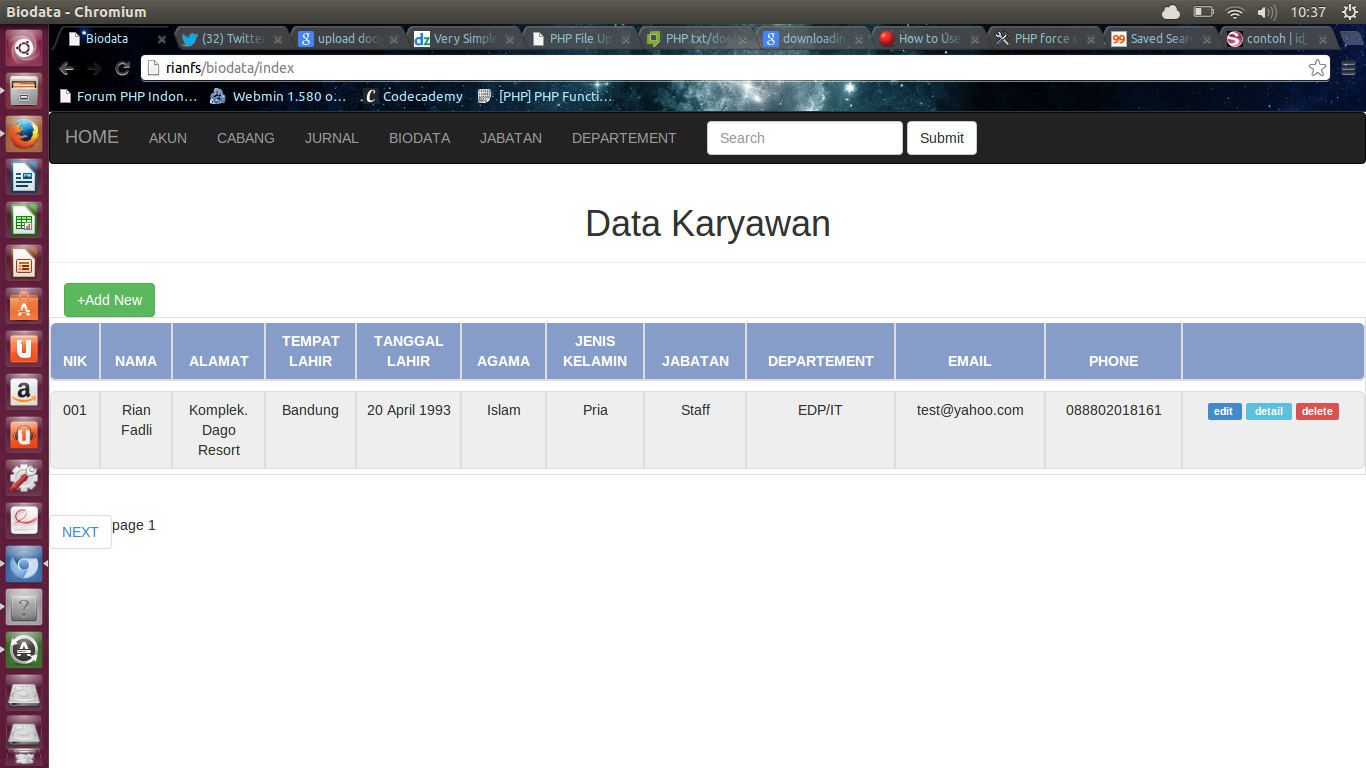 Biodata - Chromium
10:37
Biodata
(32) Twitter
upload docu
Very Simple
PHP File Up
PHP txt/do
downloadin
How to Use
PHP force d
Saved Sear
contoh | id_
rianfs/biodata/index
Forum PHP Indon... Webmin 1.580 o... Codecademy [PHP] PHP Functi...
HOME AKUN CABANG JURNAL BIODATA JABATAN DEPARTEMENT Search Submit
Data Karyawan
+Add New
NIK NAMA ALAMAT TEMPAT LAHIR TANGGAL LAHIR AGAMA JENIS KELAMIN JABATAN DEPARTEMENT EMAIL PHONE
001 Rian Fadli Komplek. Dago Resort Bandung 20 April 1993 Islam Pria Staff EDP/IT test@yahoo.com 088802018161 edit detail delete
NEXT page 1